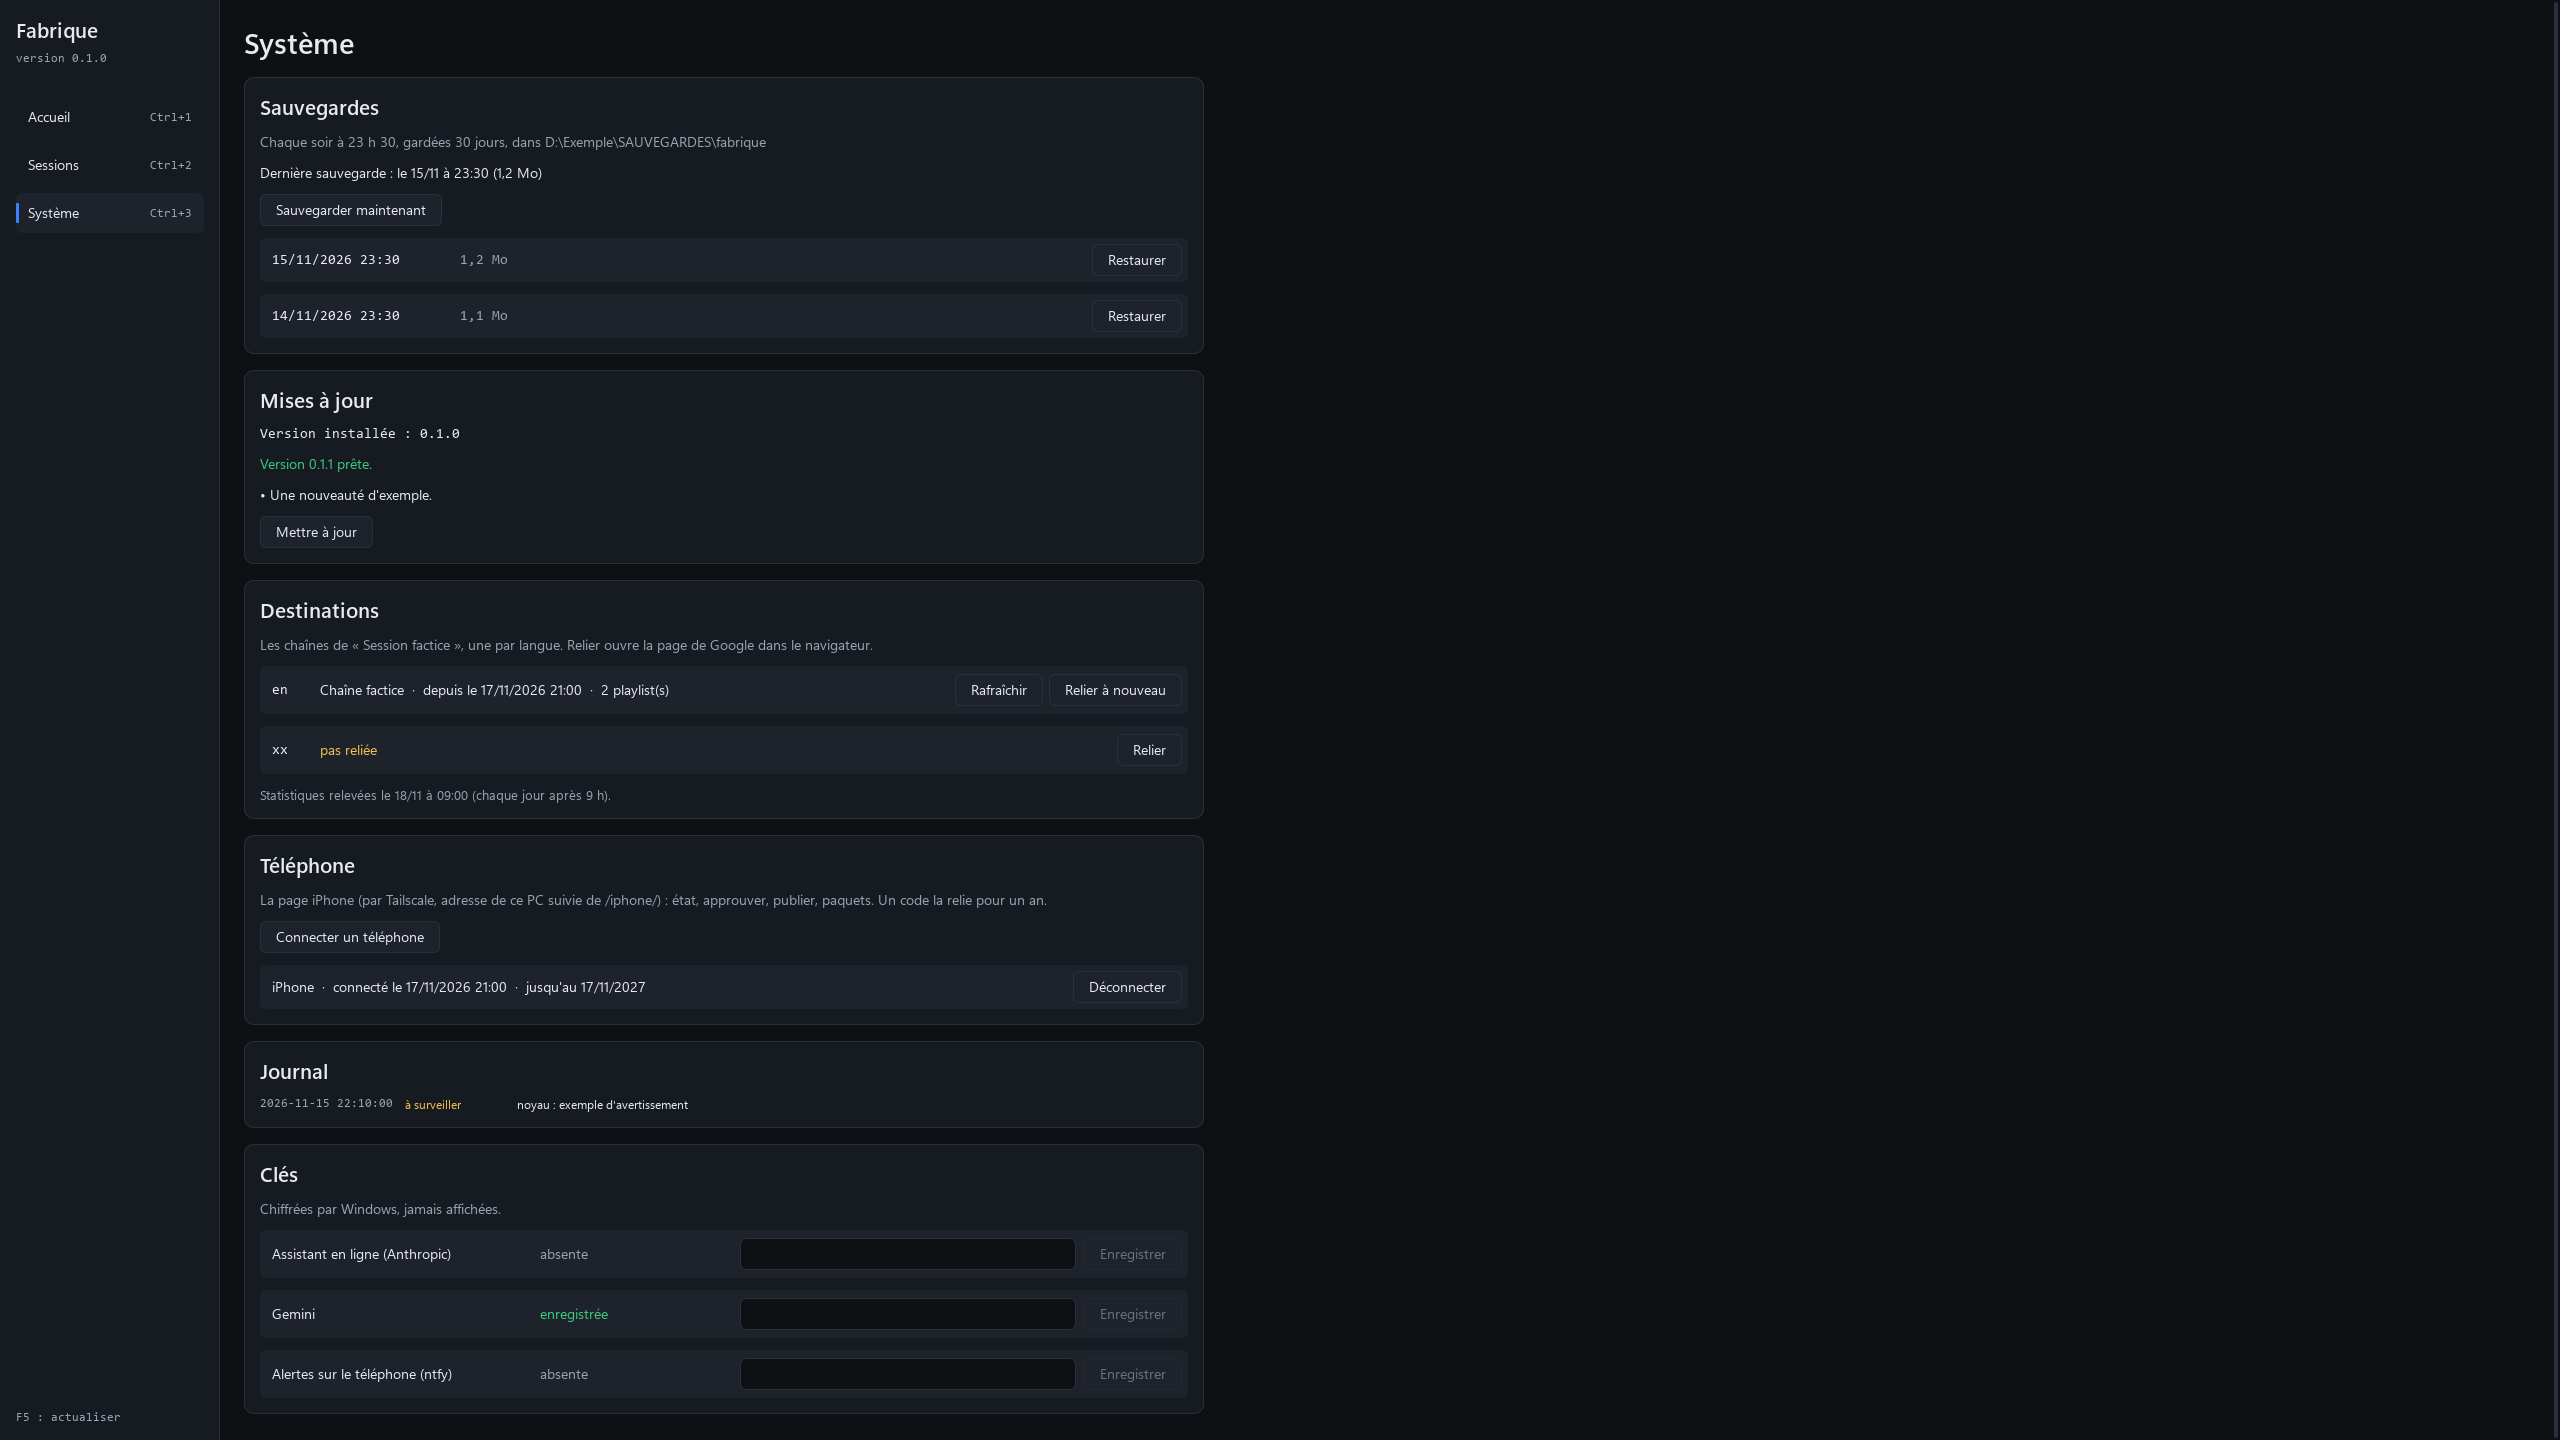 Fabrique
version 0.1.0
Accueil Ctrl+1
Sessions Ctrl+2
Système Ctrl+3
F5 : actualiser
Système
Sauvegardes
Chaque soir à 23 h 30, gardées 30 jours, dans D:\Exemple\SAUVEGARDES\fabrique
Dernière sauvegarde : le 15/11 à 23:30 (1,2 Mo)
Sauvegarder maintenant
15/11/2026 23:30 1,2 Mo Restaurer
14/11/2026 23:30 1,1 Mo Restaurer
Mises à jour
Version installée : 0.1.0
Version 0.1.1 prête.
• Une nouveauté d'exemple.
Mettre à jour
Destinations
Les chaînes de « Session factice », une par langue. Relier ouvre la page de Google dans le navigateur.
en Chaîne factice · depuis le 17/11/2026 21:00 · 2 playlist(s) Rafraîchir Relier à nouveau
xx pas reliée Relier
Statistiques relevées le 18/11 à 09:00 (chaque jour après 9 h).
Téléphone
La page iPhone (par Tailscale, adresse de ce PC suivie de /iphone/) : état, approuver, publier, paquets. Un code la relie pour un an.
Connecter un téléphone
iPhone · connecté le 17/11/2026 21:00 · jusqu'au 17/11/2027 Déconnecter
Journal
2026-11-15 22:10:00 à surveiller noyau : exemple d'avertissement
Clés
Chiffrées par Windows, jamais affichées.
Assistant en ligne (Anthropic) absente Enregistrer
Gemini enregistrée Enregistrer
Alertes sur le téléphone (ntfy) absente Enregistrer